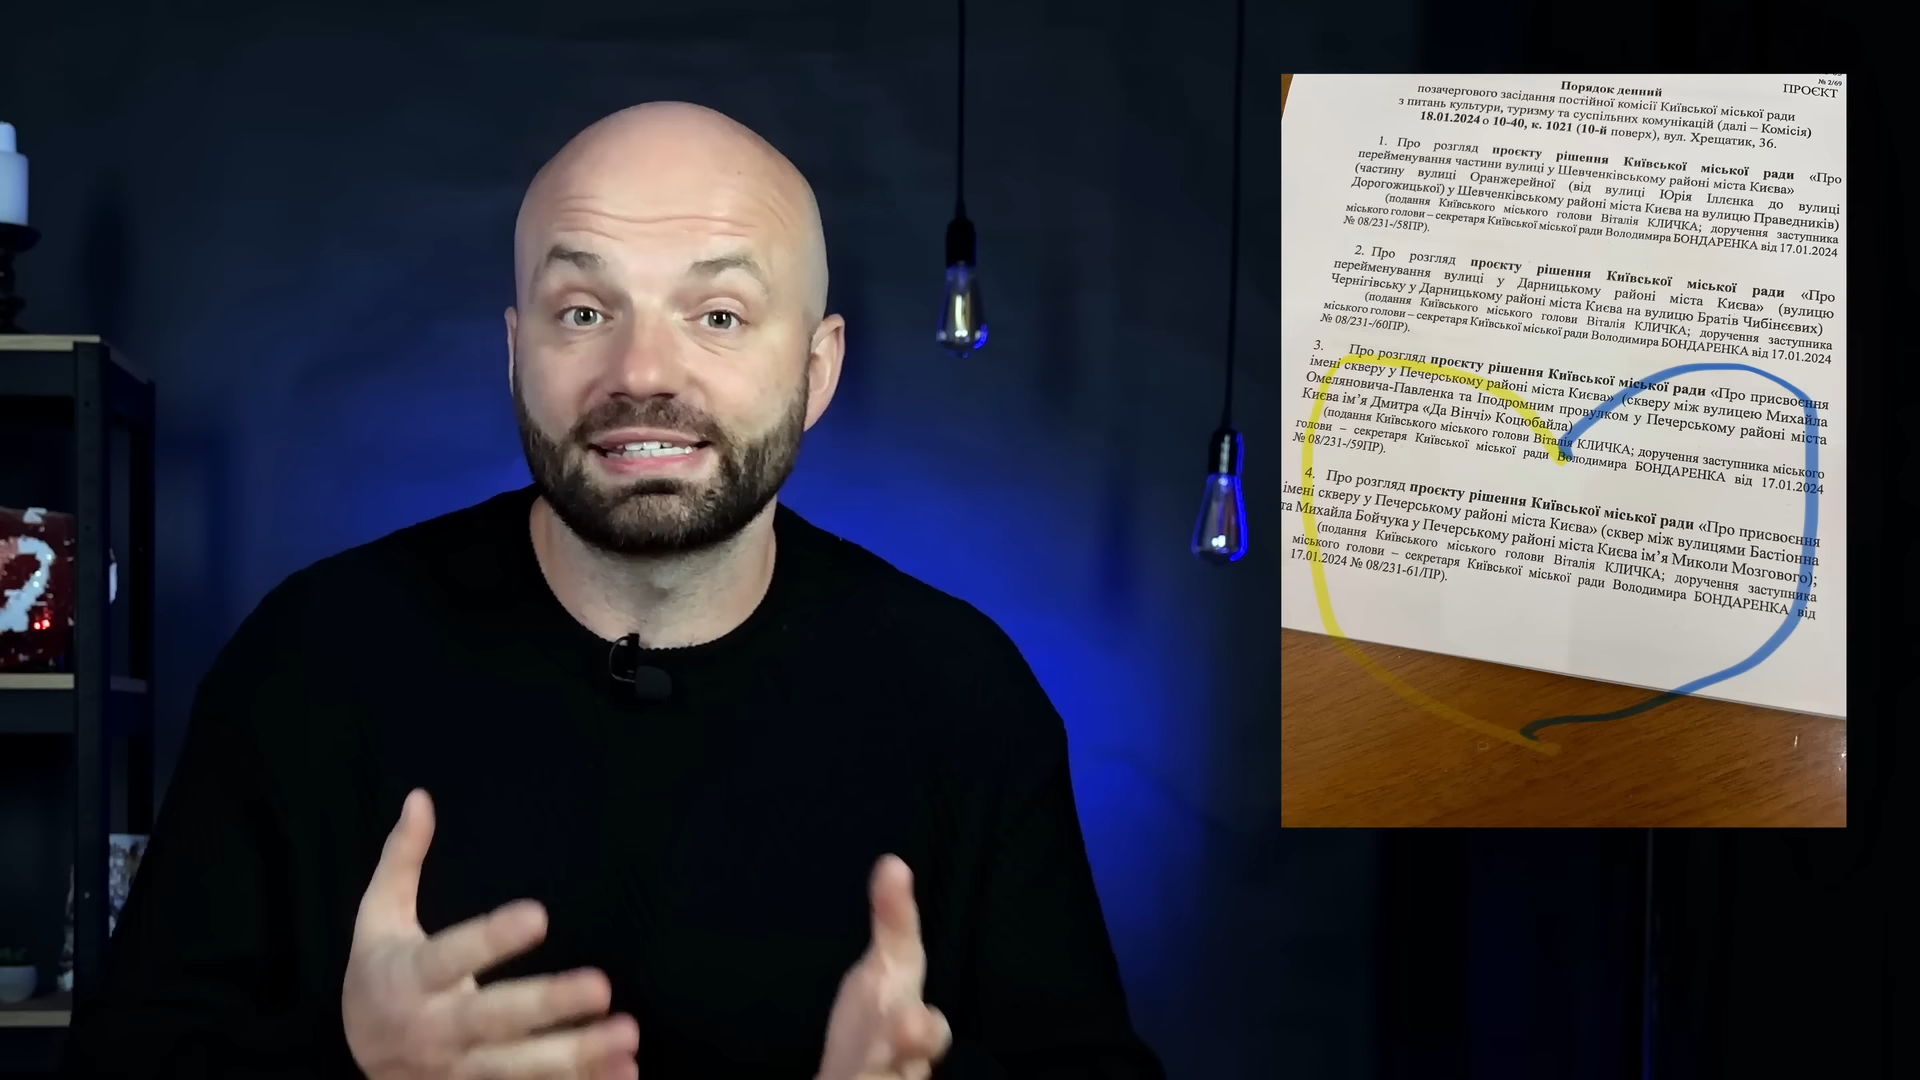 № 2/69
ПРОЄКТ
Порядок денний
позачергового засідання постійної комісії Київської міської ради
з питань культури, туризму та суспільних комунікацій (далі – Комісія)
18.01.2024 о 10-40, к. 1021 (10-й поверх), вул. Хрещатик, 36.
1. Про розгляд проєкту рішення Київської міської ради «Про
перейменування частини вулиці у Шевченківському районі міста Києва»
(частину вулиці Оранжерейної (від вулиці Юрія Іллєнка до вулиці
Дорогожицької) у Шевченківському районі міста Києва на вулицю Праведників)
(подання Київського міського голови Віталія КЛИЧКА; доручення заступника
міського голови – секретаря Київської міської ради Володимира БОНДАРЕНКА від 17.01.2024
№ 08/231-/58ПР).
2. Про розгляд проєкту рішення Київської міської ради «Про
перейменування вулиці у Дарницькому районі міста Києва» (вулицю
Чернігівську у Дарницькому районі міста Києва на вулицю Братів Чибінєєвих)
(подання Київського міського голови Віталія КЛИЧКА; доручення заступника
міського голови – секретаря Київської міської ради Володимира БОНДАРЕНКА від 17.01.2024
№ 08/231-/60ПР).
3. Про розгляд проєкту рішення Київської міської ради «Про присвоєння
імені скверу у Печерському районі міста Києва» (скверу між вулицею Михайла
Омеляновича-Павленка та Іподромним провулком у Печерському районі міста
Києва ім’я Дмитра «Да Вінчі» Коцюбайла)
(подання Київського міського голови Віталія КЛИЧКА; доручення заступника міського
голови – секретаря Київської міської ради Володимира БОНДАРЕНКА від 17.01.2024
№ 08/231-/59ПР).
4. Про розгляд проєкту рішення Київської міської ради «Про присвоєння
імені скверу у Печерському районі міста Києва» (сквер між вулицями Бастіонна
та Михайла Бойчука у Печерському районі міста Києва ім’я Миколи Мозгового);
(подання Київського міського голови Віталія КЛИЧКА; доручення заступника
міського голови – секретаря Київської міської ради Володимира БОНДАРЕНКА від
17.01.2024 № 08/231-61/ПР).